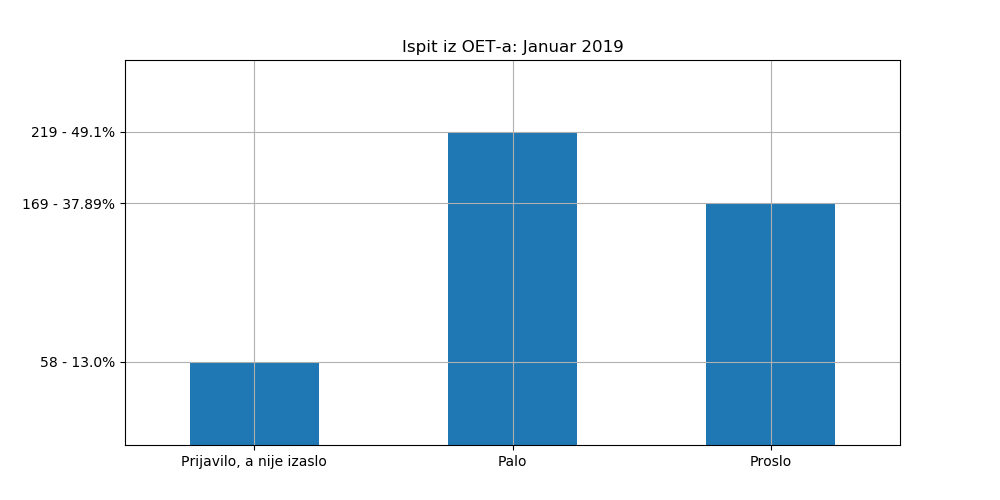 Ispit iz OET-a: Januar 2019
219 - 49.1%
169 - 37.89%
58 - 13.0%
Prijavilo, a nije izaslo
Palo
Proslo